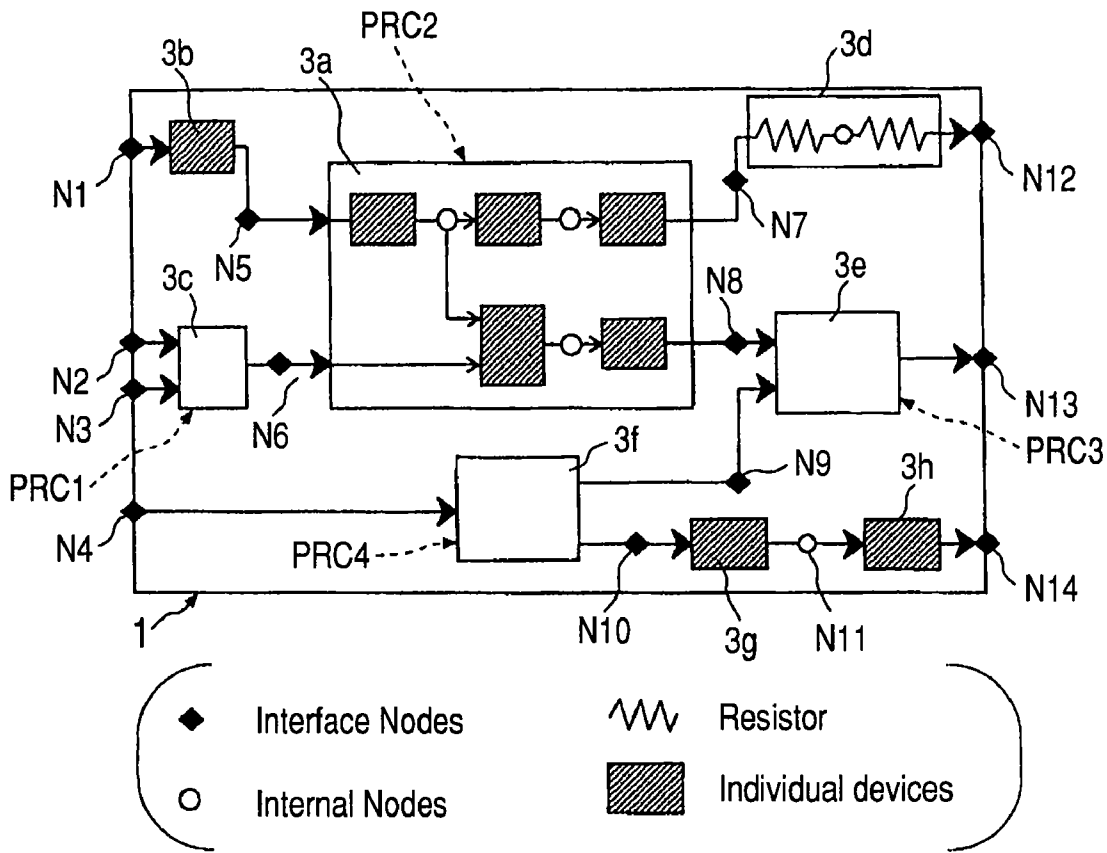 PRC2
3b
3a
3d
N1
N12
N5
N7
3c
N8
3e
N2
N3
N6
N13
PRC1
3f
PRC3
N9
3h
N4
PRC4
N14
1
N10
3g
N11
Interface Nodes
Resistor
Internal Nodes
Individual devices